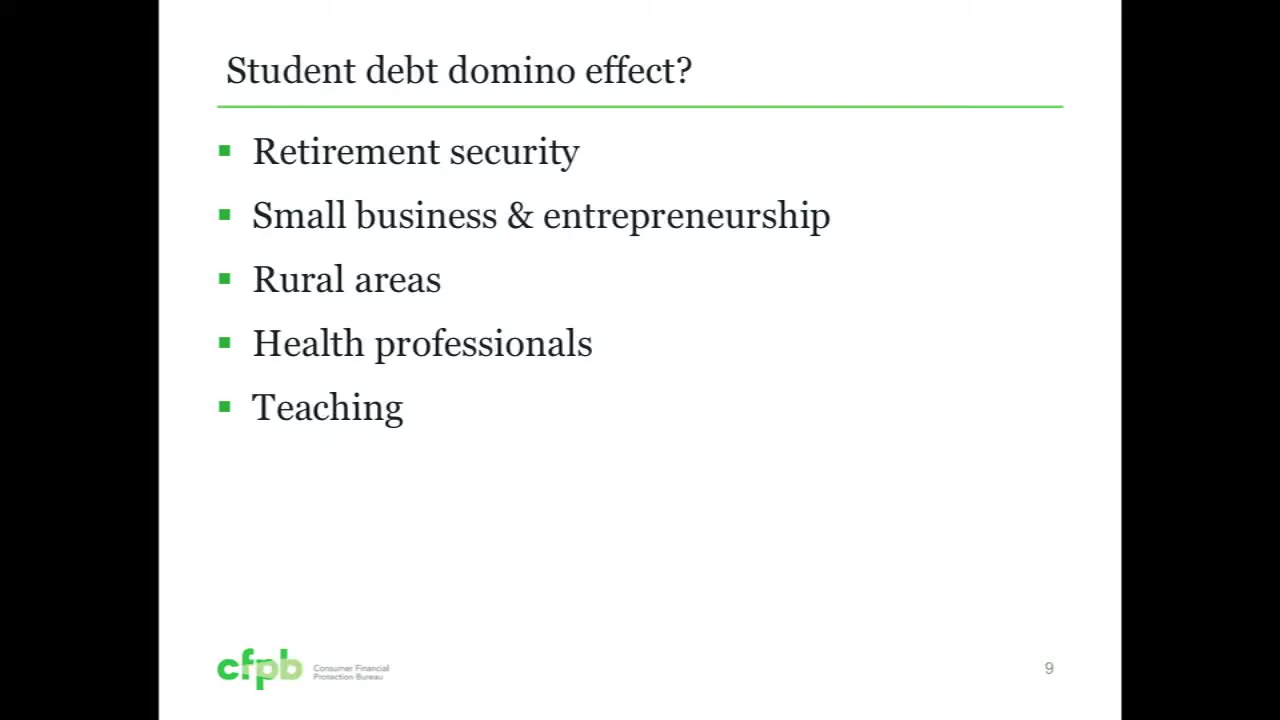 Student debt domino effect?
Retirement security
Small business & entrepreneurship
Rural areas
Health professionals
Teaching
cfpb
Consumer Financial
Protection Bureau
9